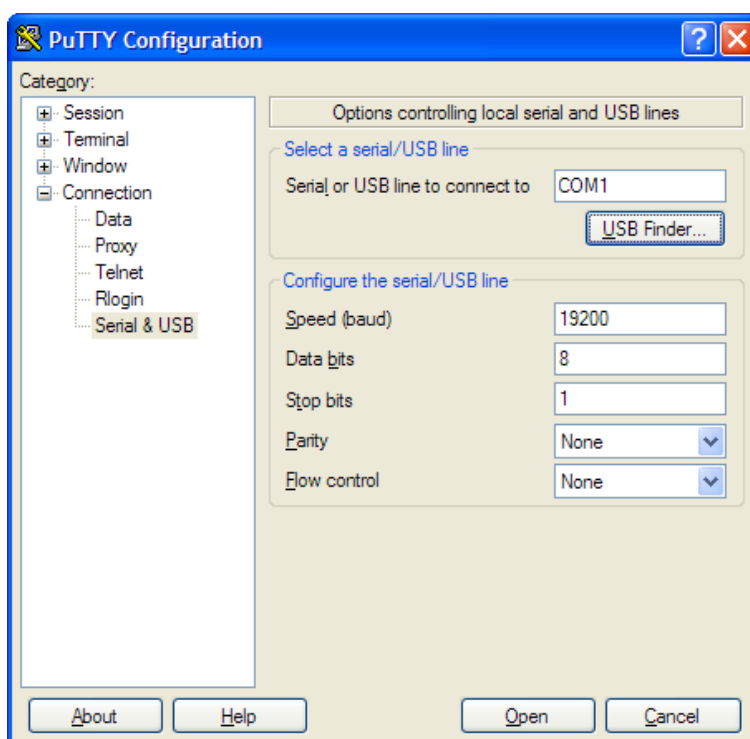 PuTTY Configuration
Category:
Session
Terminal
Window
Connection
Data
Proxy
Telnet
Rlogin
Serial & USB
Options controlling local serial and USB lines
Select a serial/USB line
Serial or USB line to connect to COM1
USB Finder...
Configure the serial/USB line
Speed (baud) 19200
Data bits 8
Stop bits 1
Parity None
Flow control None
About Help Open Cancel